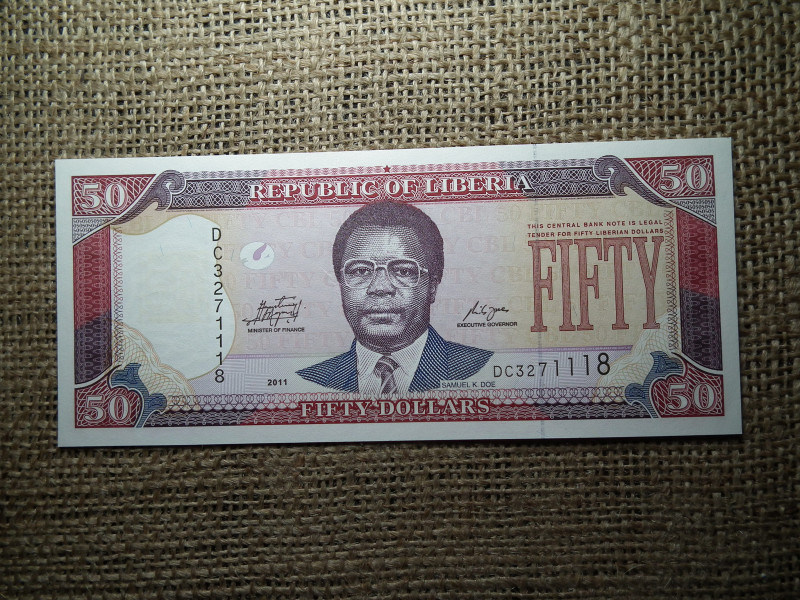 50
REPUBLIC OF LIBERIA
50
THIS CENTRAL BANK NOTE IS LEGAL
TENDER FOR FIFTY LIBERIAN DOLLARS
FIFTY
DC3271118
MINISTER OF FINANCE
EXECUTIVE GOVERNOR
2011
SAMUEL K. DOE
DC3271118
50
FIFTY DOLLARS
50